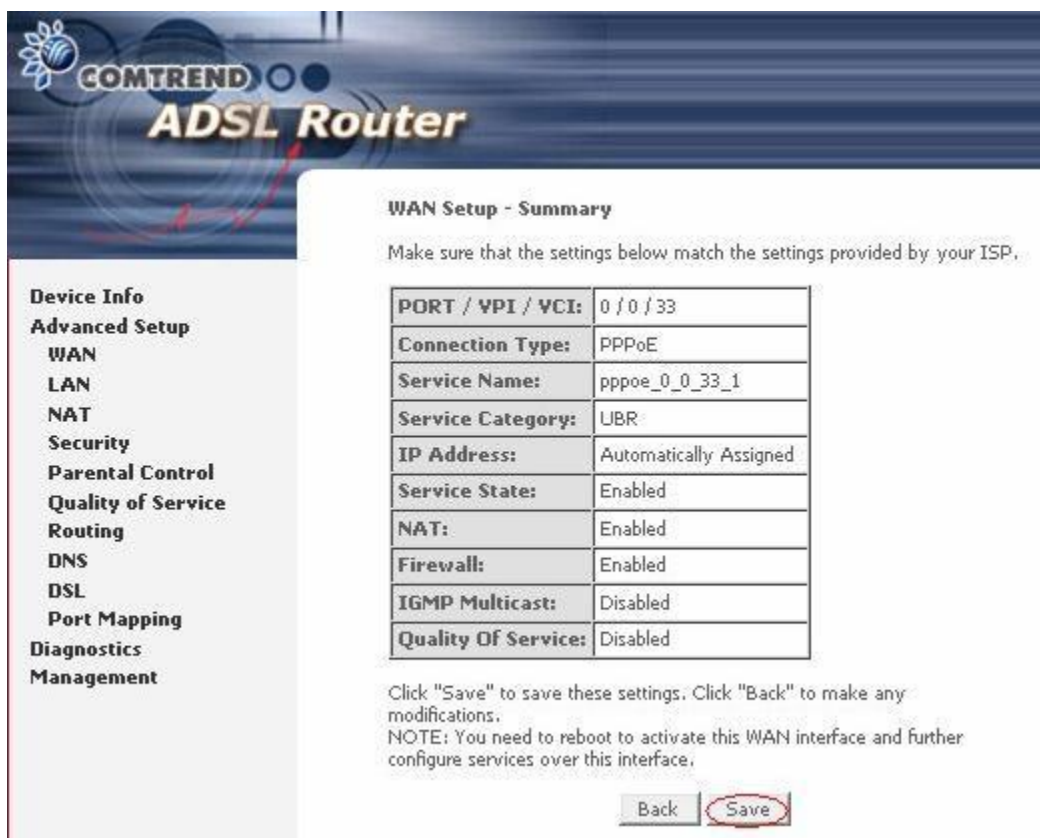 COMTREND
ADSL Router
WAN Setup - Summary
Make sure that the settings below match the settings provided by your ISP.
Device Info
Advanced Setup
WAN
LAN
NAT
Security
Parental Control
Quality of Service
Routing
DNS
DSL
Port Mapping
Diagnostics
Management
PORT / VPI / VCI: 0 / 0 / 33
Connection Type: PPPoE
Service Name: pppoe_0_0_33_1
Service Category: UBR
IP Address: Automatically Assigned
Service State: Enabled
NAT: Enabled
Firewall: Enabled
IGMP Multicast: Disabled
Quality Of Service: Disabled
Click "Save" to save these settings. Click "Back" to make any
modifications.
NOTE: You need to reboot to activate this WAN interface and further
configure services over this interface.
Back Save